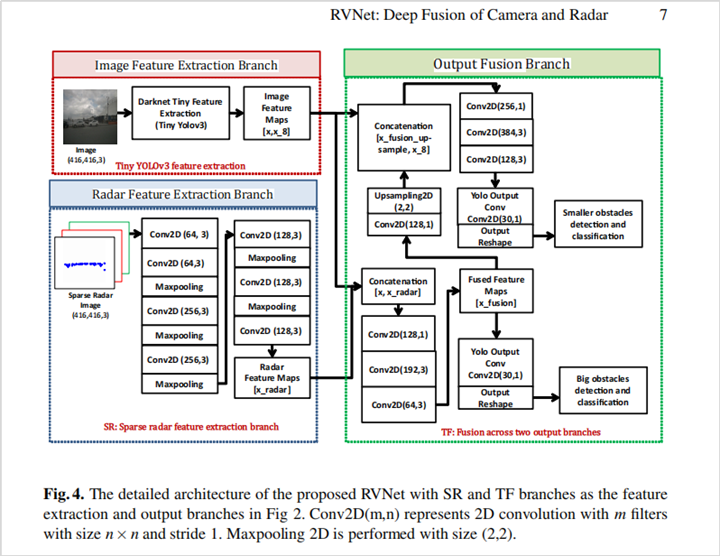 RVNet: Deep Fusion of Camera and Radar 7
Image Feature Extraction Branch
Image
(416,416,3)
Darknet Tiny Feature
Extraction
(Tiny Yolov3)
Image
Feature
Maps
[x,x_8]
Tiny YOLOv3 feature extraction
Radar Feature Extraction Branch
Sparse Radar
Image
(416,416,3)
Conv2D (64, 3)
Conv2D (64,3)
Maxpooling
Conv2D (256,3)
Maxpooling
Conv2D (256,3)
Maxpooling
Conv2D (128,3)
Maxpooling
Conv2D (128,3)
Maxpooling
Conv2D (128,3)
Radar
Feature Maps
[x_radar]
SR: Sparse radar feature extraction branch
Output Fusion Branch
Concatenation
[x_fusion_up-
sample, x_8]
Conv2D(256,1)
Conv2D(384,3)
Conv2D(128,3)
Upsampling2D
(2,2)
Conv2D(128,1)
Yolo Output
Conv
Conv2D(30,1)
Output
Reshape
Smaller obstacles
detection and
classification
Concatenation
[x, x_radar]
Conv2D(128,1)
Conv2D(192,3)
Conv2D(64,3)
Fused Feature
Maps
[x_fusion]
Yolo Output
Conv
Conv2D(30,1)
Output
Reshape
Big obstacles
detection and
classification
TF: Fusion across two output branches
Fig. 4. The detailed architecture of the proposed RVNet with SR and TF branches as the feature
extraction and output branches in Fig 2. Conv2D(m,n) represents 2D convolution with m filters
with size n × n and stride 1. Maxpooling 2D is performed with size (2,2).